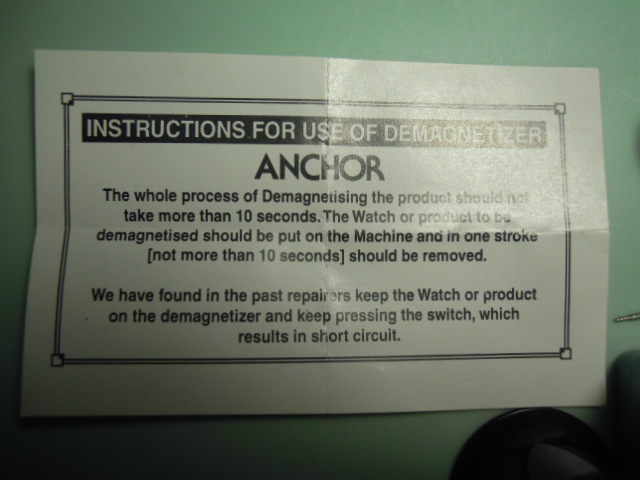 INSTRUCTIONS FOR USE OF DEMAGNETIZER
ANCHOR
The whole process of Demagnetising the product should not
take more than 10 seconds. The Watch or product to be
demagnetised should be put on the Machine and in one stroke
[not more than 10 seconds] should be removed.
We have found in the past repairers keep the Watch or product
on the demagnetizer and keep pressing the switch, which
results in short circuit.